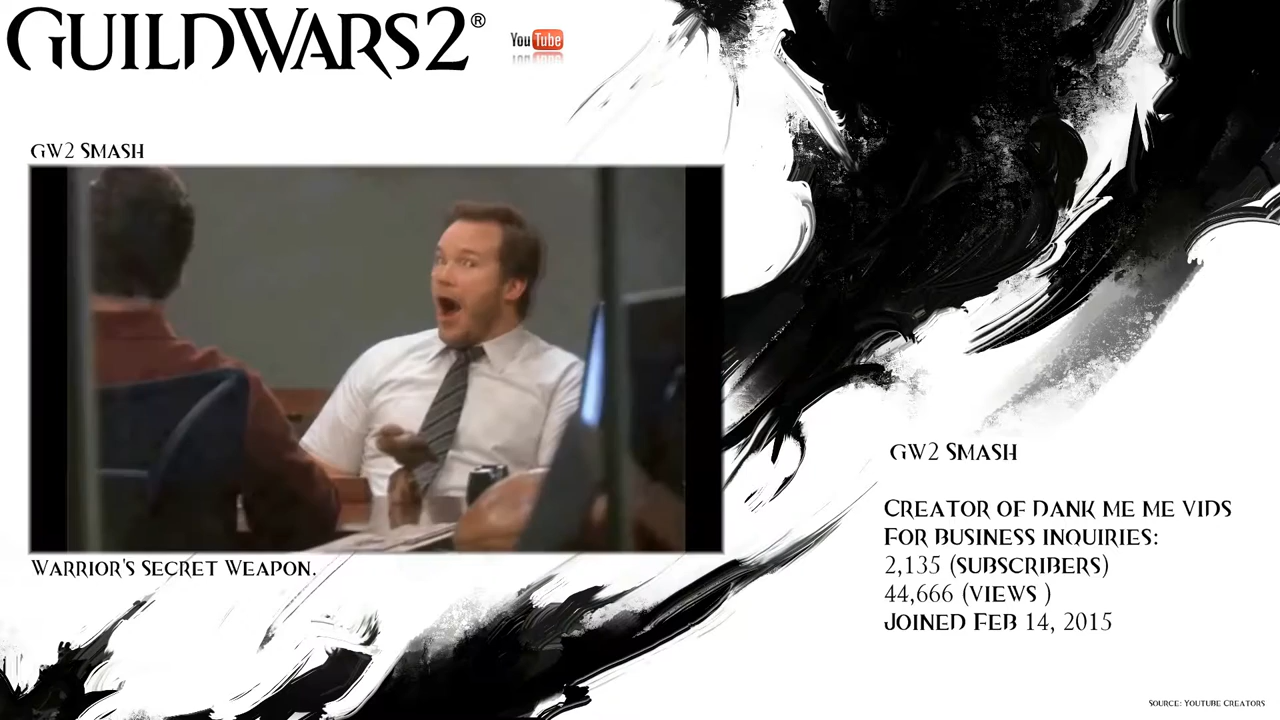 GUILDWARS2®
YouTube
GW2 SMASH
WARRIOR'S SECRET WEAPON.
GW2 SMASH
CREATOR OF DANK ME ME VIDS
FOR BUSINESS INQUIRIES:
2,135 (SUBSCRIBERS)
44,666 (VIEWS )
JOINED FEB 14, 2015
SOURCE: YOUTUBE CREATORS